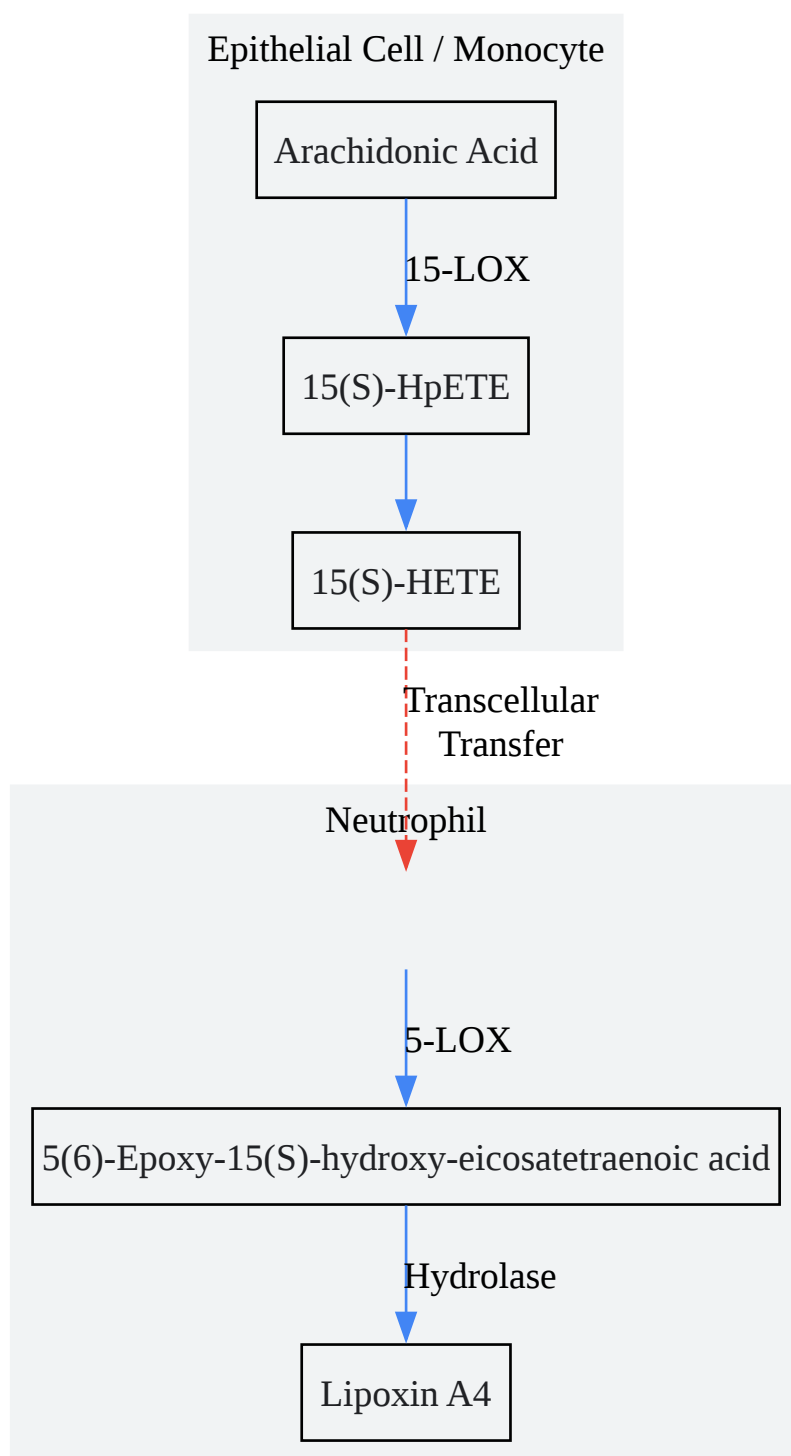 Epithelial Cell / Monocyte
Arachidonic Acid
15-LOX
15(S)-HpETE
15(S)-HETE
Transcellular
Transfer
Neutrophil
5-LOX
5(6)-Epoxy-15(S)-hydroxy-eicosatetraenoic acid
Hydrolase
Lipoxin A4